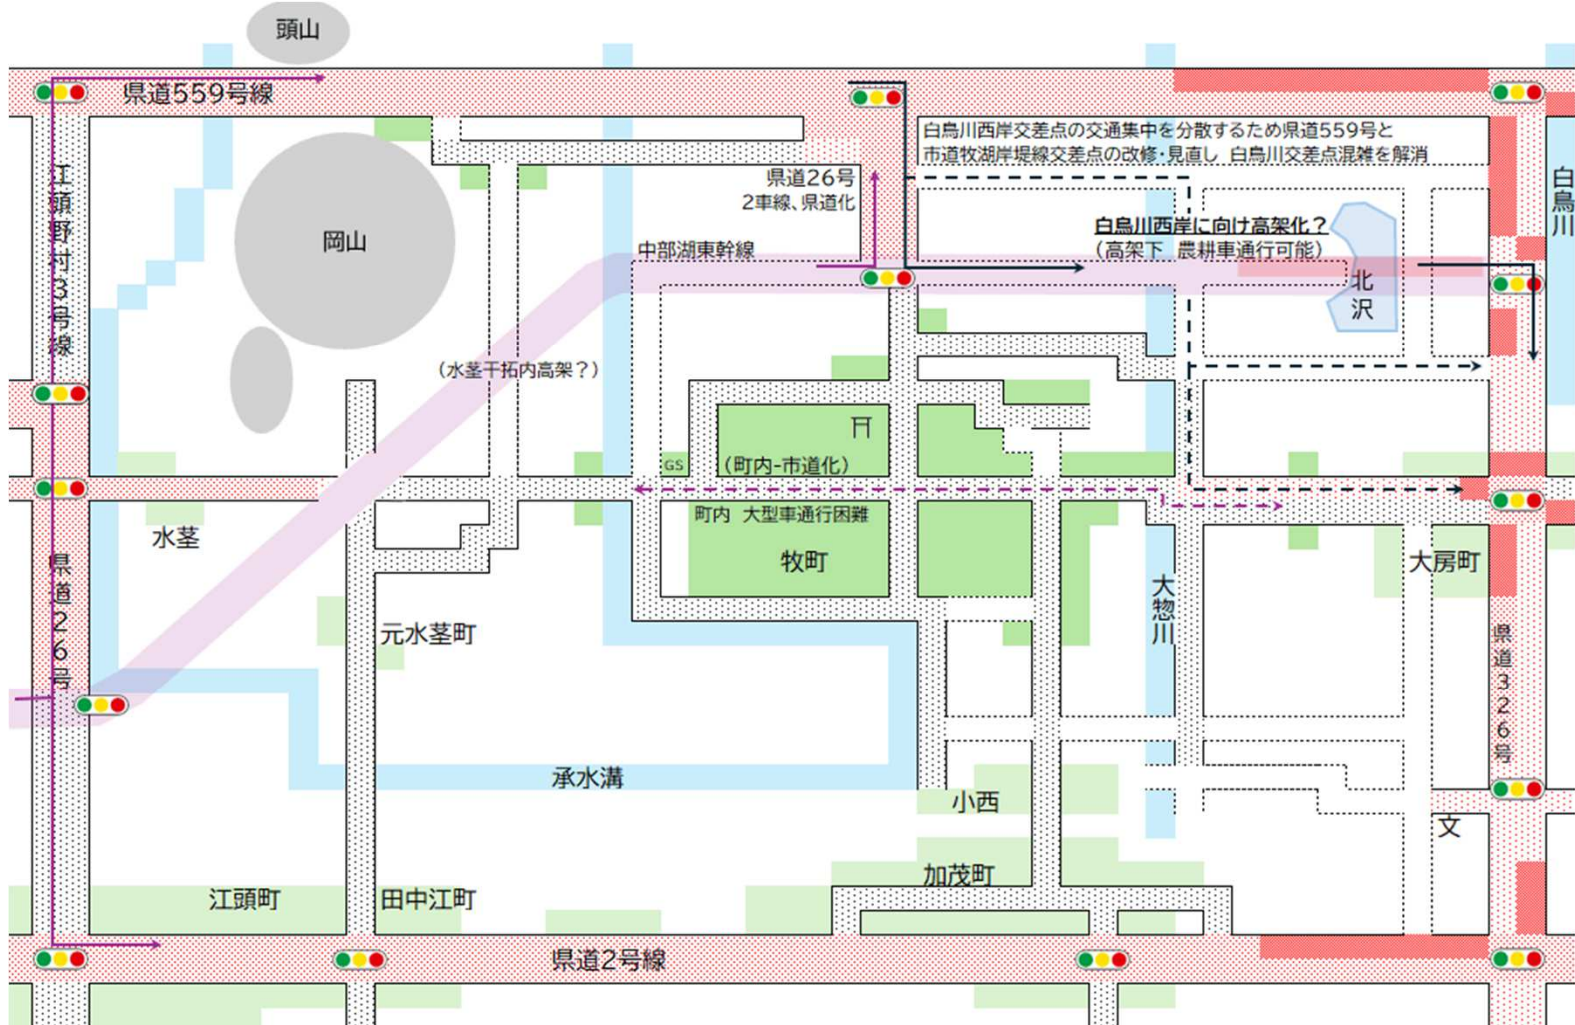 頭山
県道559号線
白鳥川西岸交差点の交通集中を分散するため県道559号と
市道牧湖岸堤線交差点の改修・見直し 白鳥川交差点混雑を解消
江頭野村3号線
県道26号
2車線、県道化
白鳥川
岡山
中部湖東幹線
白鳥川西岸に向け高架化？
（高架下 農耕車通行可能）
北沢
（水茎干拓内高架？）
GS
（町内-市道化）
町内 大型車通行困難
水茎
牧町
大房町
県道26号
大惣川
元水茎町
県道326号
承水溝
小西
文
加茂町
江頭町
田中江町
県道2号線